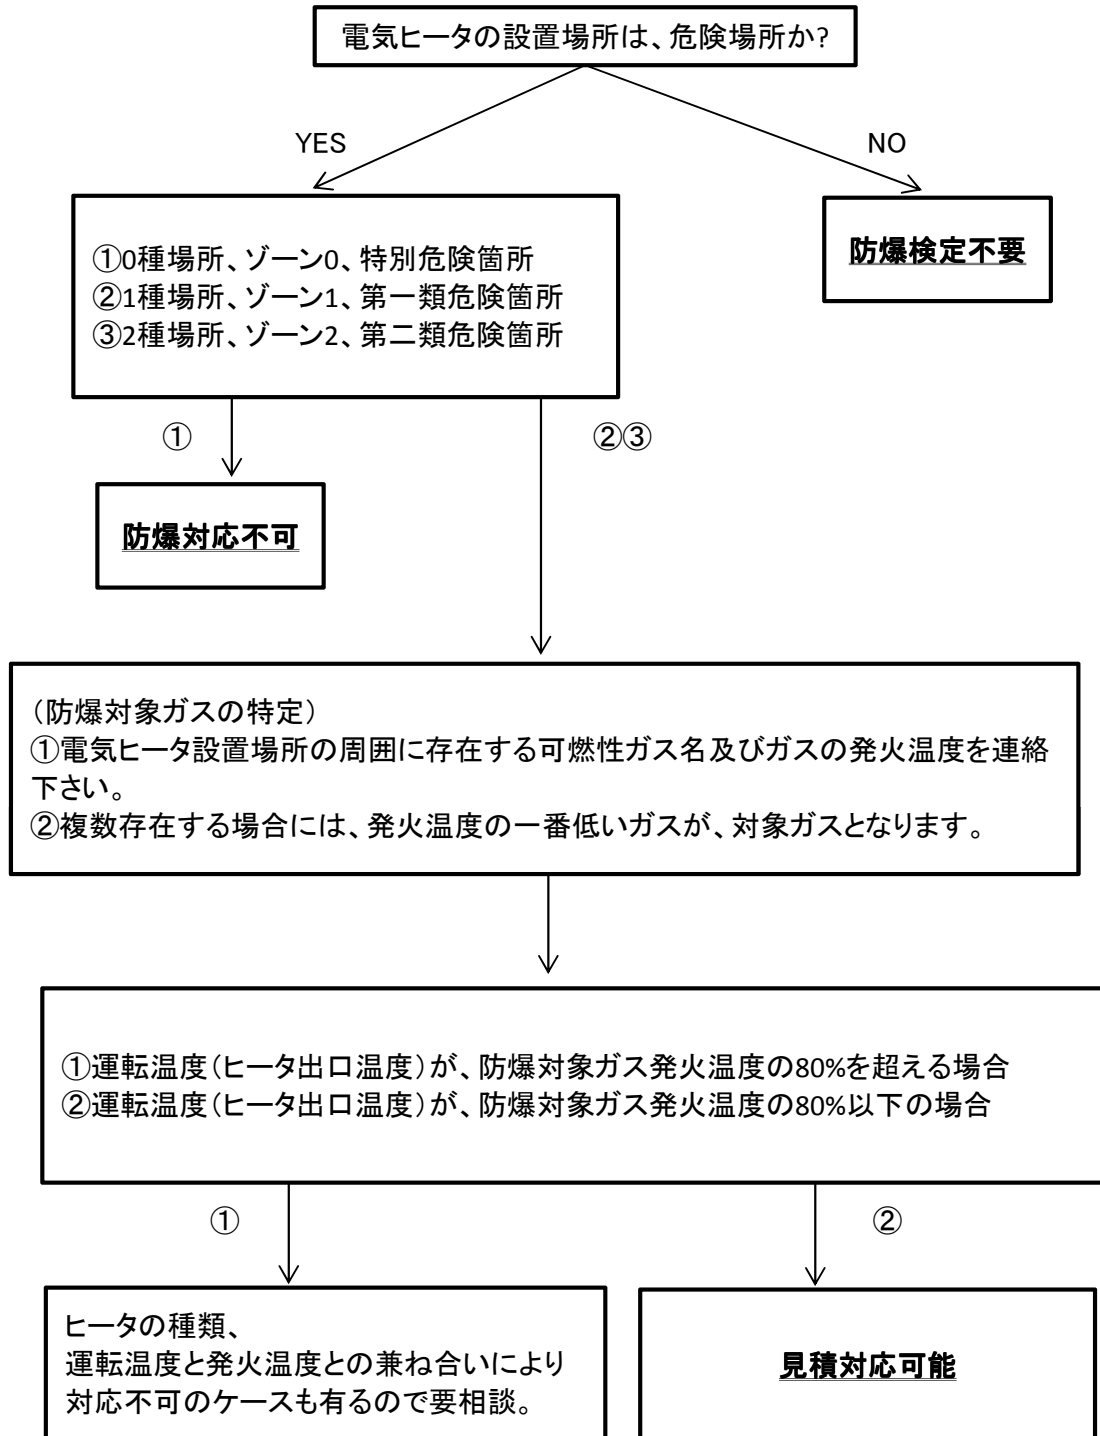 電気ヒータの設置場所は、危険場所か?
YES
NO
①0種場所、ゾーン0、特別危険箇所
②1種場所、ゾーン1、第一類危険箇所
③2種場所、ゾーン2、第二類危険箇所
防爆検定不要
①
②③
防爆対応不可
(防爆対象ガスの特定)
①電気ヒータ設置場所の周囲に存在する可燃性ガス名及びガスの発火温度を連絡
下さい。
②複数存在する場合には、発火温度の一番低いガスが、対象ガスとなります。
①運転温度(ヒータ出口温度)が、防爆対象ガス発火温度の80%を超える場合
②運転温度(ヒータ出口温度)が、防爆対象ガス発火温度の80%以下の場合
①
②
ヒータの種類、
運転温度と発火温度との兼ね合いにより
対応不可のケースも有るので要相談。
見積対応可能